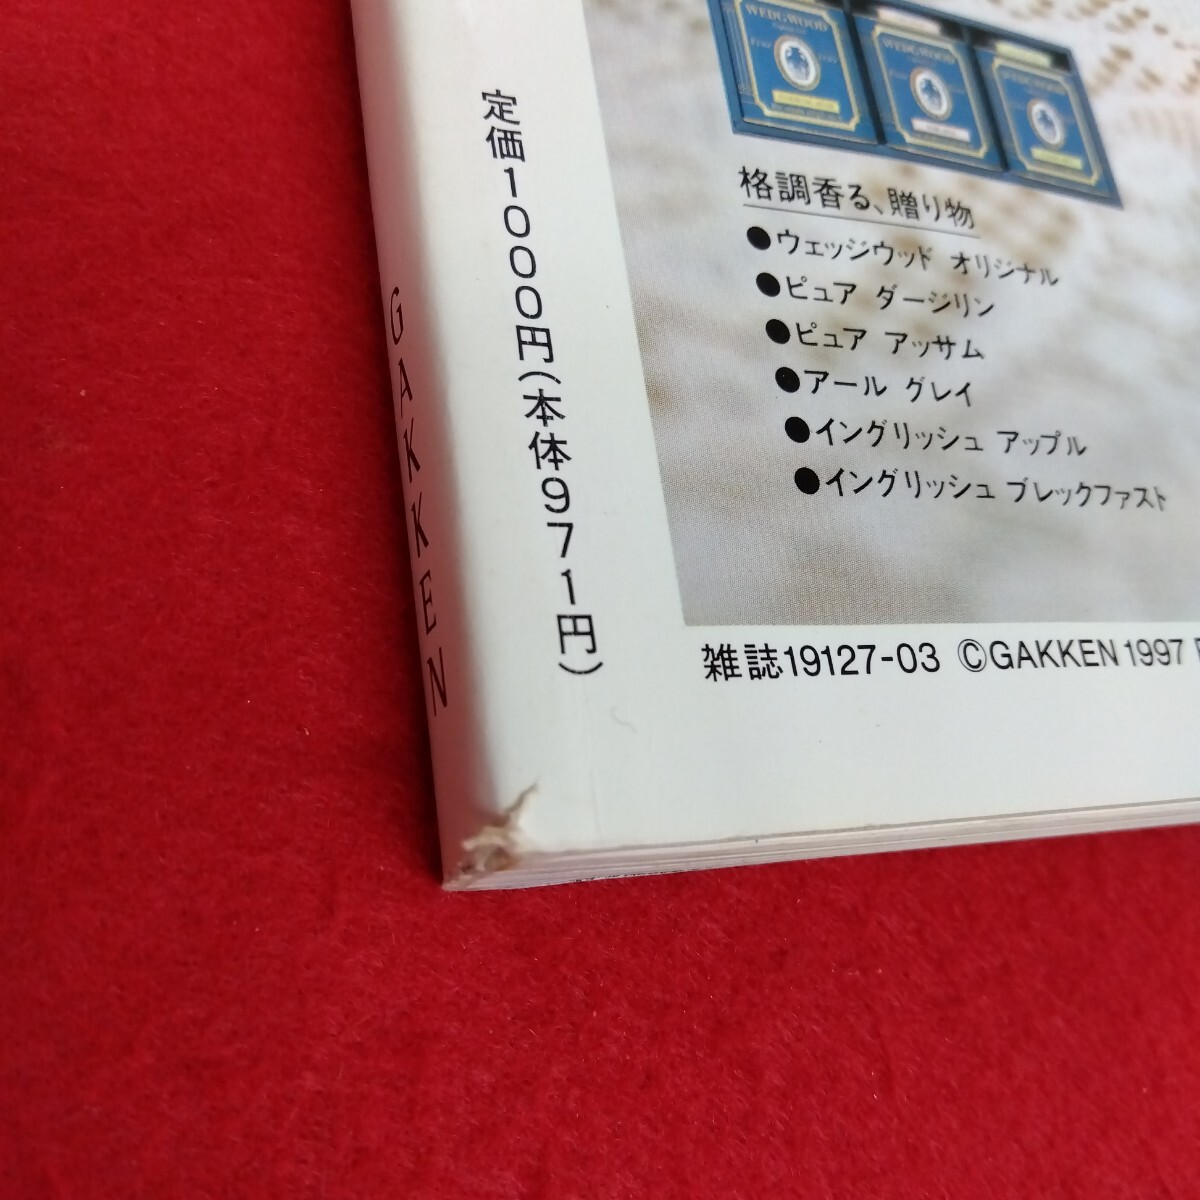 WEDGWOOD
WEDGWOOD
WEDGWOOD
定価1000円(本体971円)
GAKKEN
格調香る、贈り物
●ウェッジウッド オリジナル
●ピュア ダージリン
●ピュア アッサム
●アール グレイ
●イングリッシュ アップル
●イングリッシュ ブレックファスト
雑誌19127-03 ©GAKKEN 1997